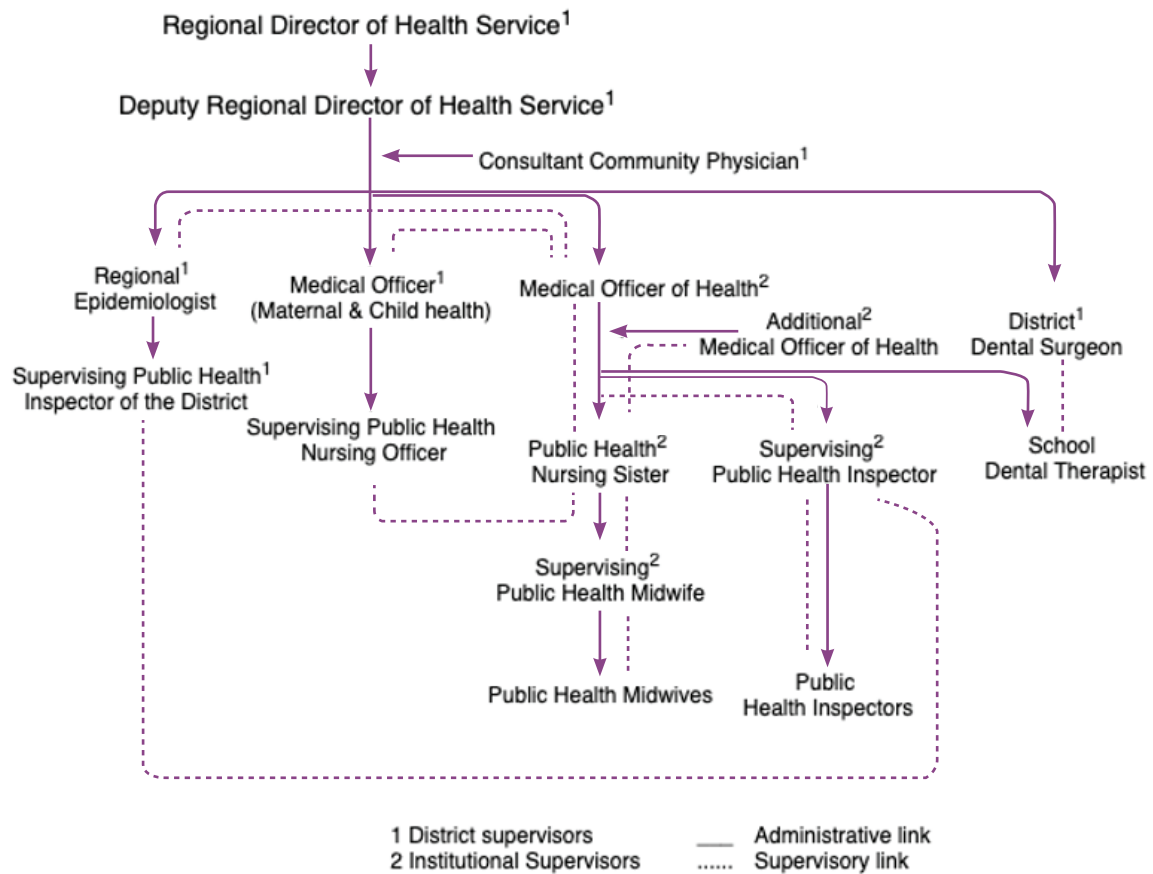 Regional Director of Health Service1
Deputy Regional Director of Health Service1
Consultant Community Physician1
Regional1
Epidemiologist
Medical Officer1
(Maternal & Child health)
Medical Officer of Health2
Additional2
Medical Officer of Health
District1
Dental Surgeon
Supervising Public Health1
Inspector of the District
Supervising Public Health
Nursing Officer
Public Health2
Nursing Sister
Supervising2
Public Health Inspector
School
Dental Therapist
Supervising2
Public Health Midwife
Public Health Midwives
Public
Health Inspectors
1 District supervisors
2 Institutional Supervisors
____ Administrative link
...... Supervisory link